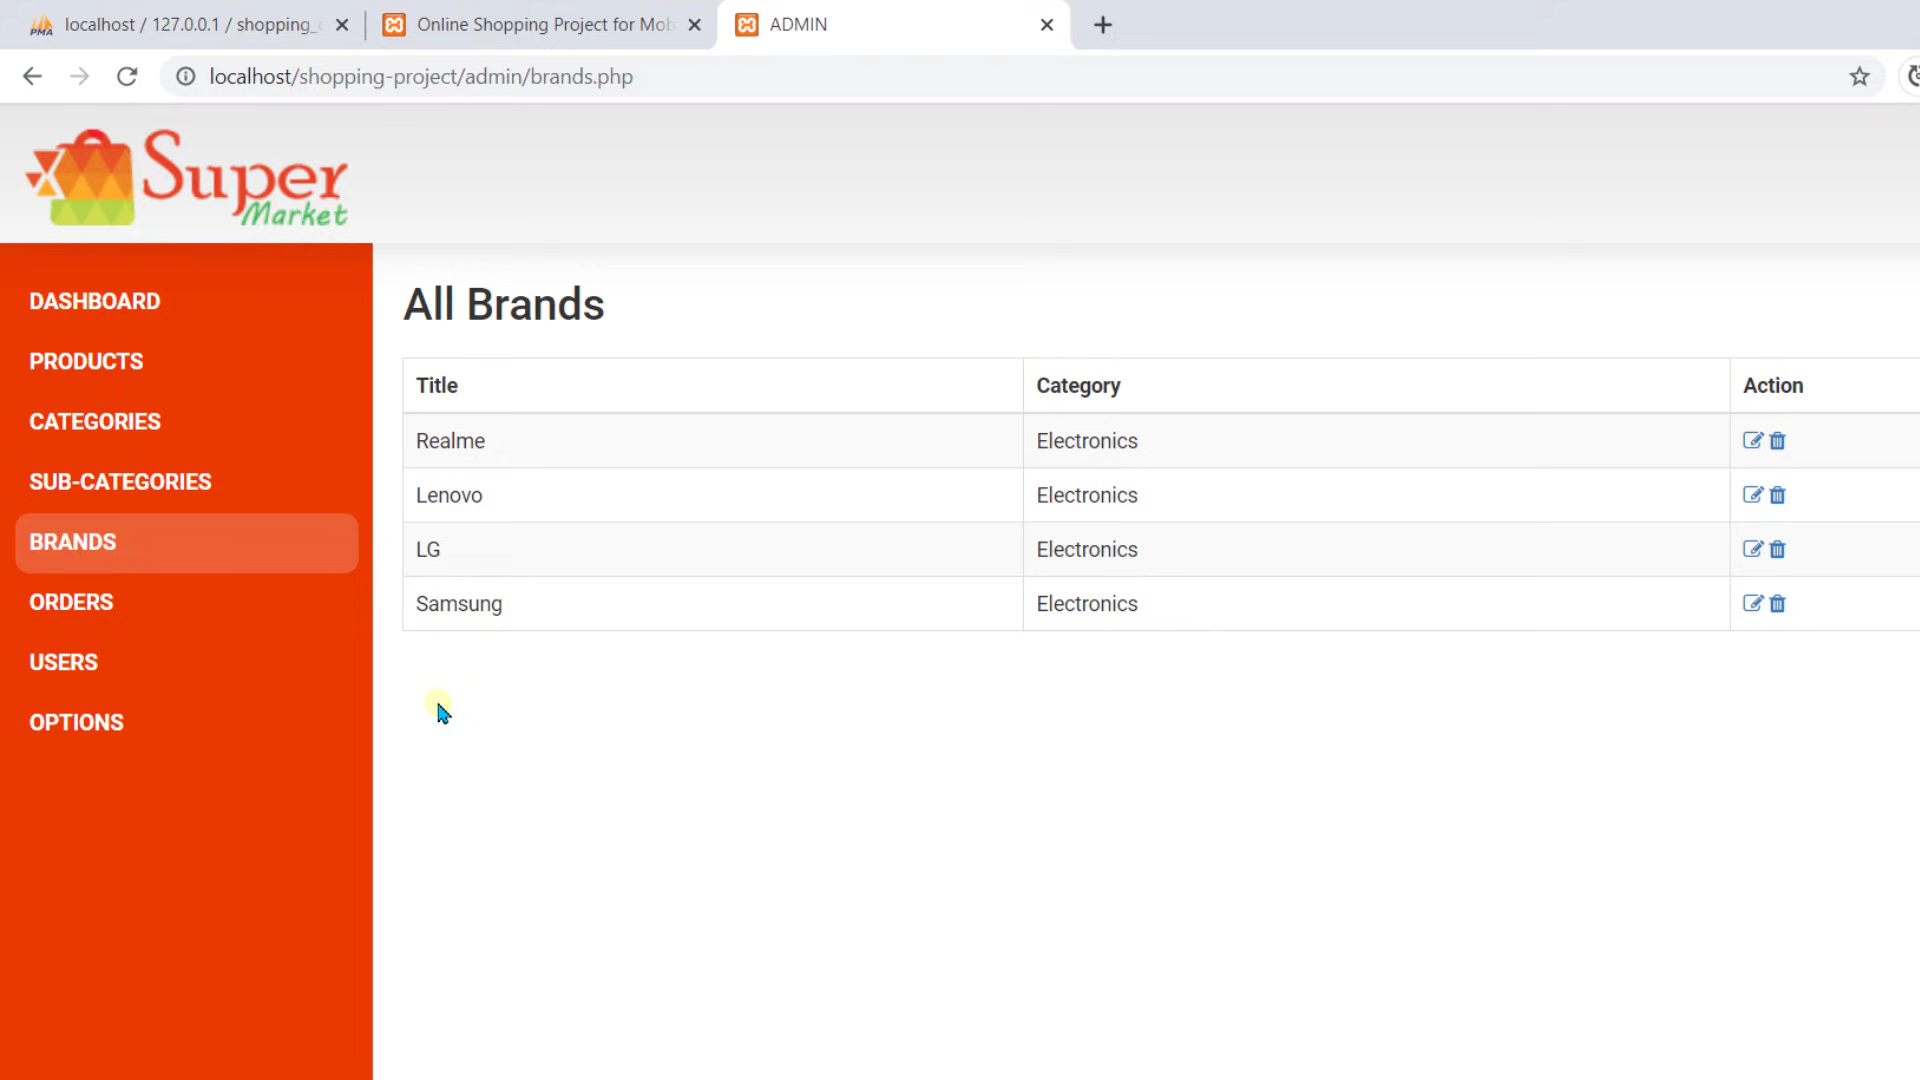 localhost / 127.0.0.1 / shopping_
Online Shopping Project for Mob
ADMIN
localhost/shopping-project/admin/brands.php
Super
Market
DASHBOARD
PRODUCTS
CATEGORIES
SUB-CATEGORIES
BRANDS
ORDERS
USERS
OPTIONS
All Brands
Title Category Action
Realme Electronics
Lenovo Electronics
LG Electronics
Samsung Electronics
PMA